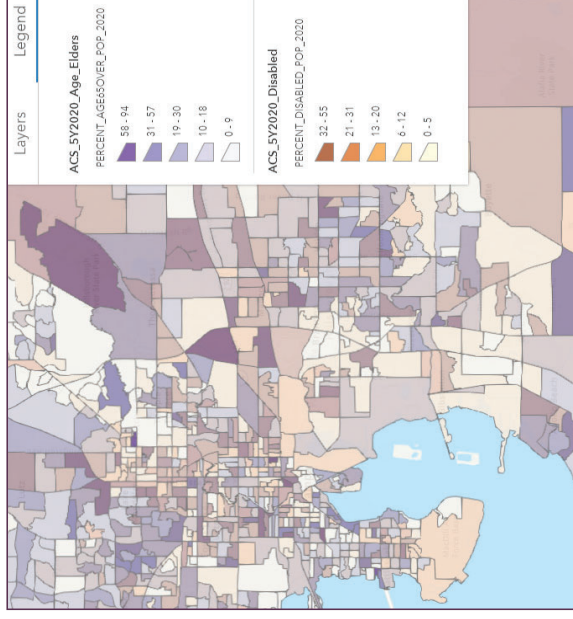 Layers Legend
ACS_5Y2020_Age_Elders
PERCENT_AGE65OVER_POP_2020
58 - 94
31 - 57
19 - 30
10 - 18
0 - 9
ACS_5Y2020_Disabled
PERCENT_DISABLED_POP_2020
32 - 55
21 - 31
13 - 20
6 - 12
0 - 5